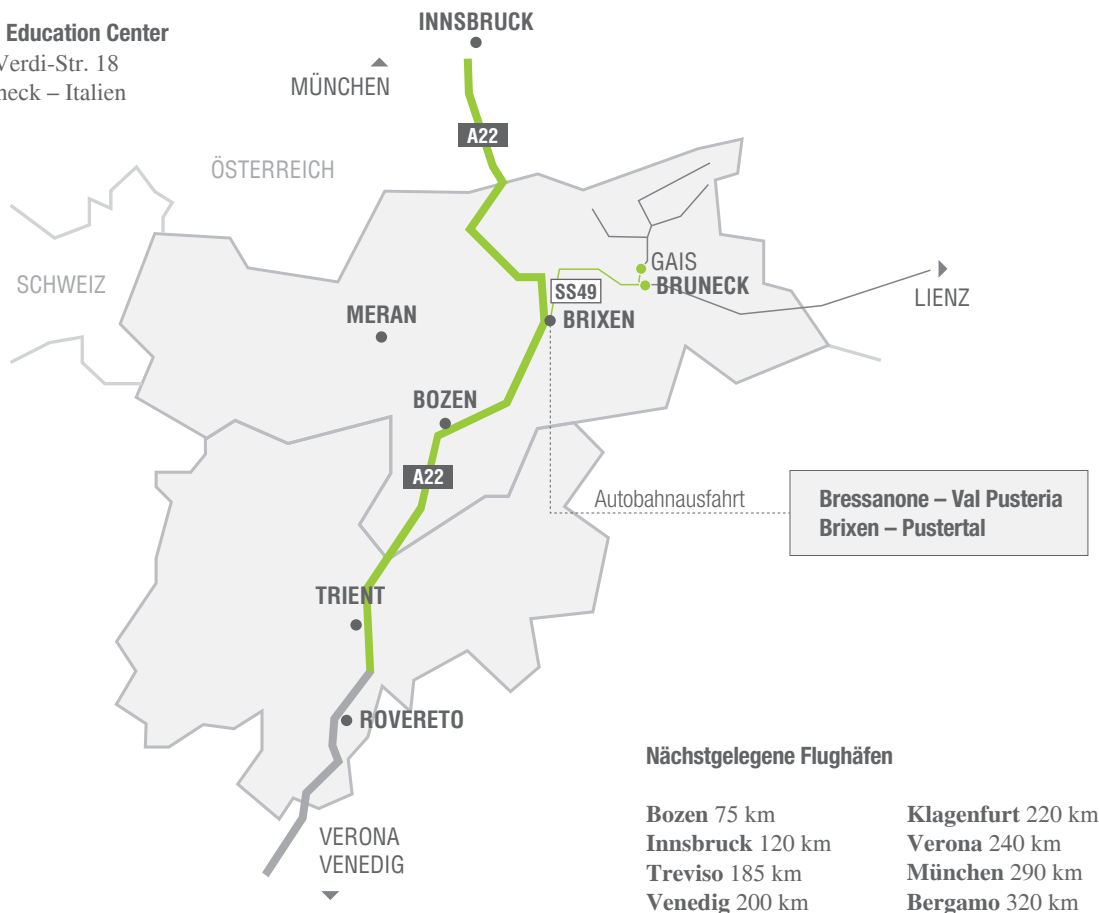 Education Center
Verdi-Str. 18
neck – Italien
INNSBRUCK
MÜNCHEN
A22
ÖSTERREICH
SCHWEIZ
GAIS
BRUNECK
SS49
LIENZ
MERAN
BRIXEN
BOZEN
A22
Autobahnausfahrt
Bressanone – Val Pusteria
Brixen – Pustertal
TRIENT
ROVERETO
VERONA
VENEDIG
Nächstgelegene Flughäfen
Bozen 75 km
Innsbruck 120 km
Treviso 185 km
Venedig 200 km
Klagenfurt 220 km
Verona 240 km
München 290 km
Bergamo 320 km